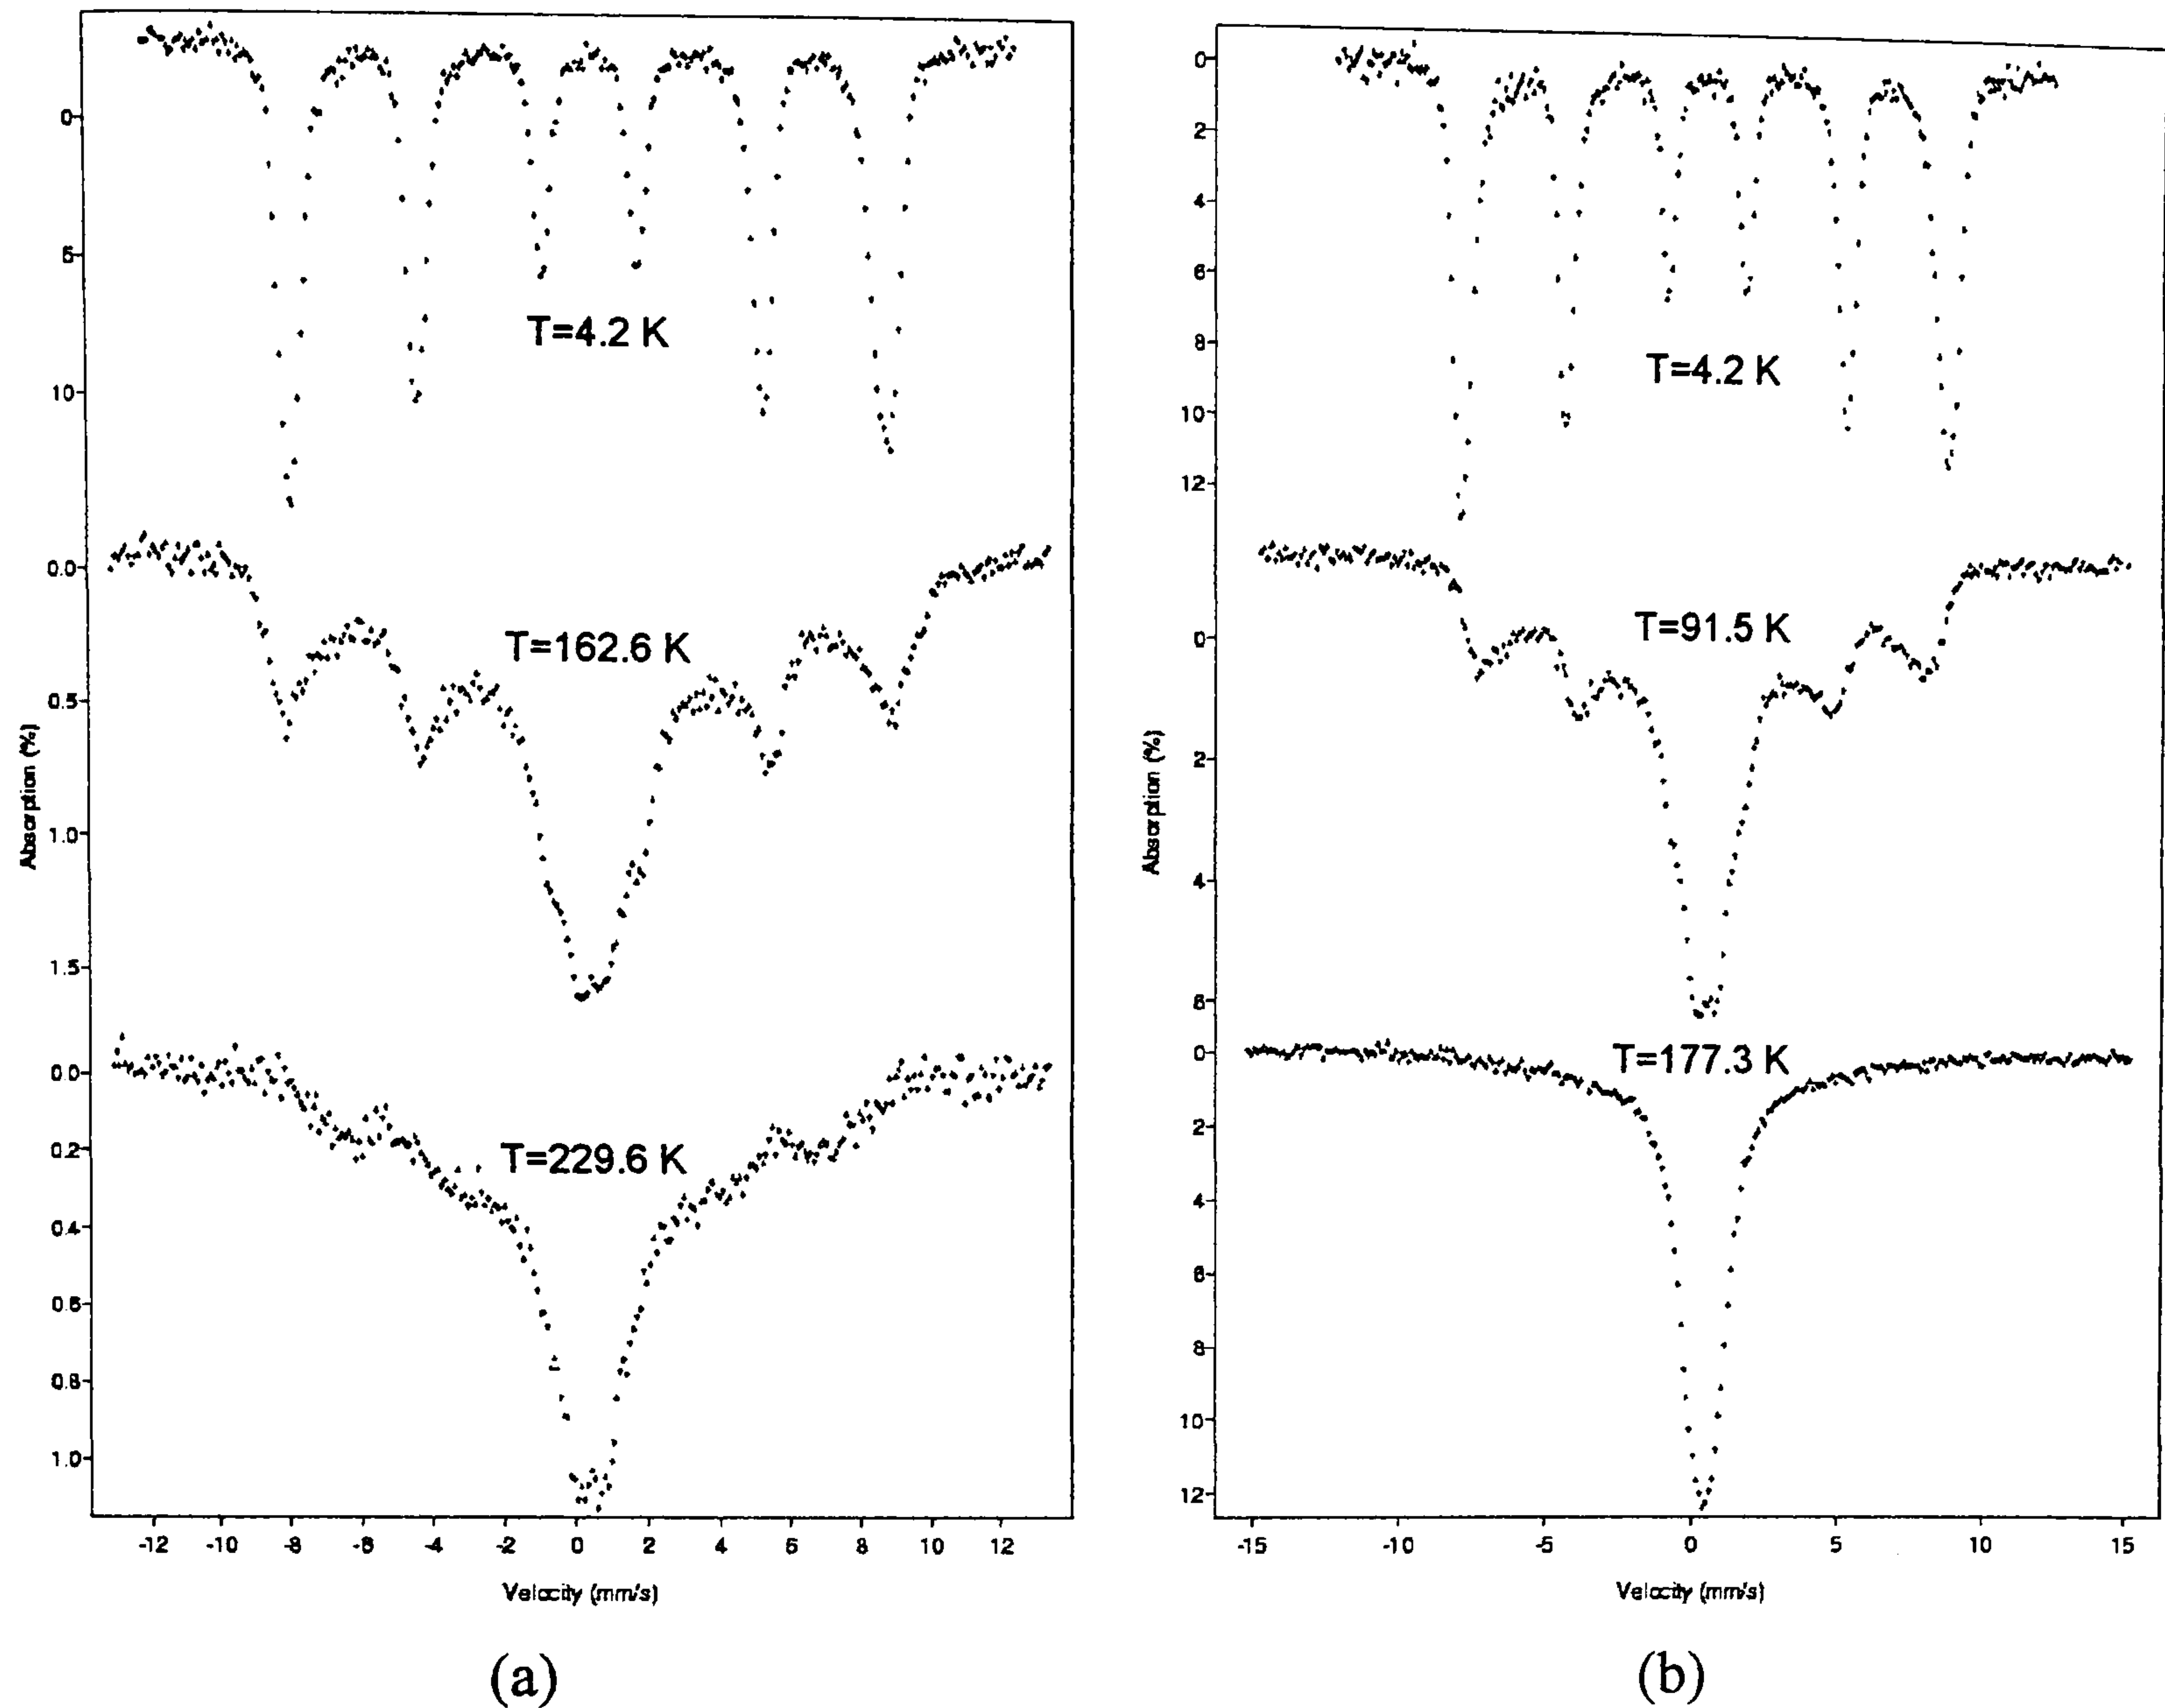 0
5
10
T=4.2 K
0.0
0.5
1.0
1.5
T=162.6 K
0.0
0.2
0.4
0.6
0.8
1.0
T=229.6 K
Absorption (%)
-12 -10 -8 -6 -4 -2 0 2 4 6 8 10 12
Velocity (mm/s)
(a)
0
2
4
6
8
10
12
T=4.2 K
0
2
4
6
T=91.5 K
0
2
4
6
8
10
12
T=177.3 K
Absorption (%)
-15 -10 -5 0 5 10 15
Velocity (mm/s)
(b)